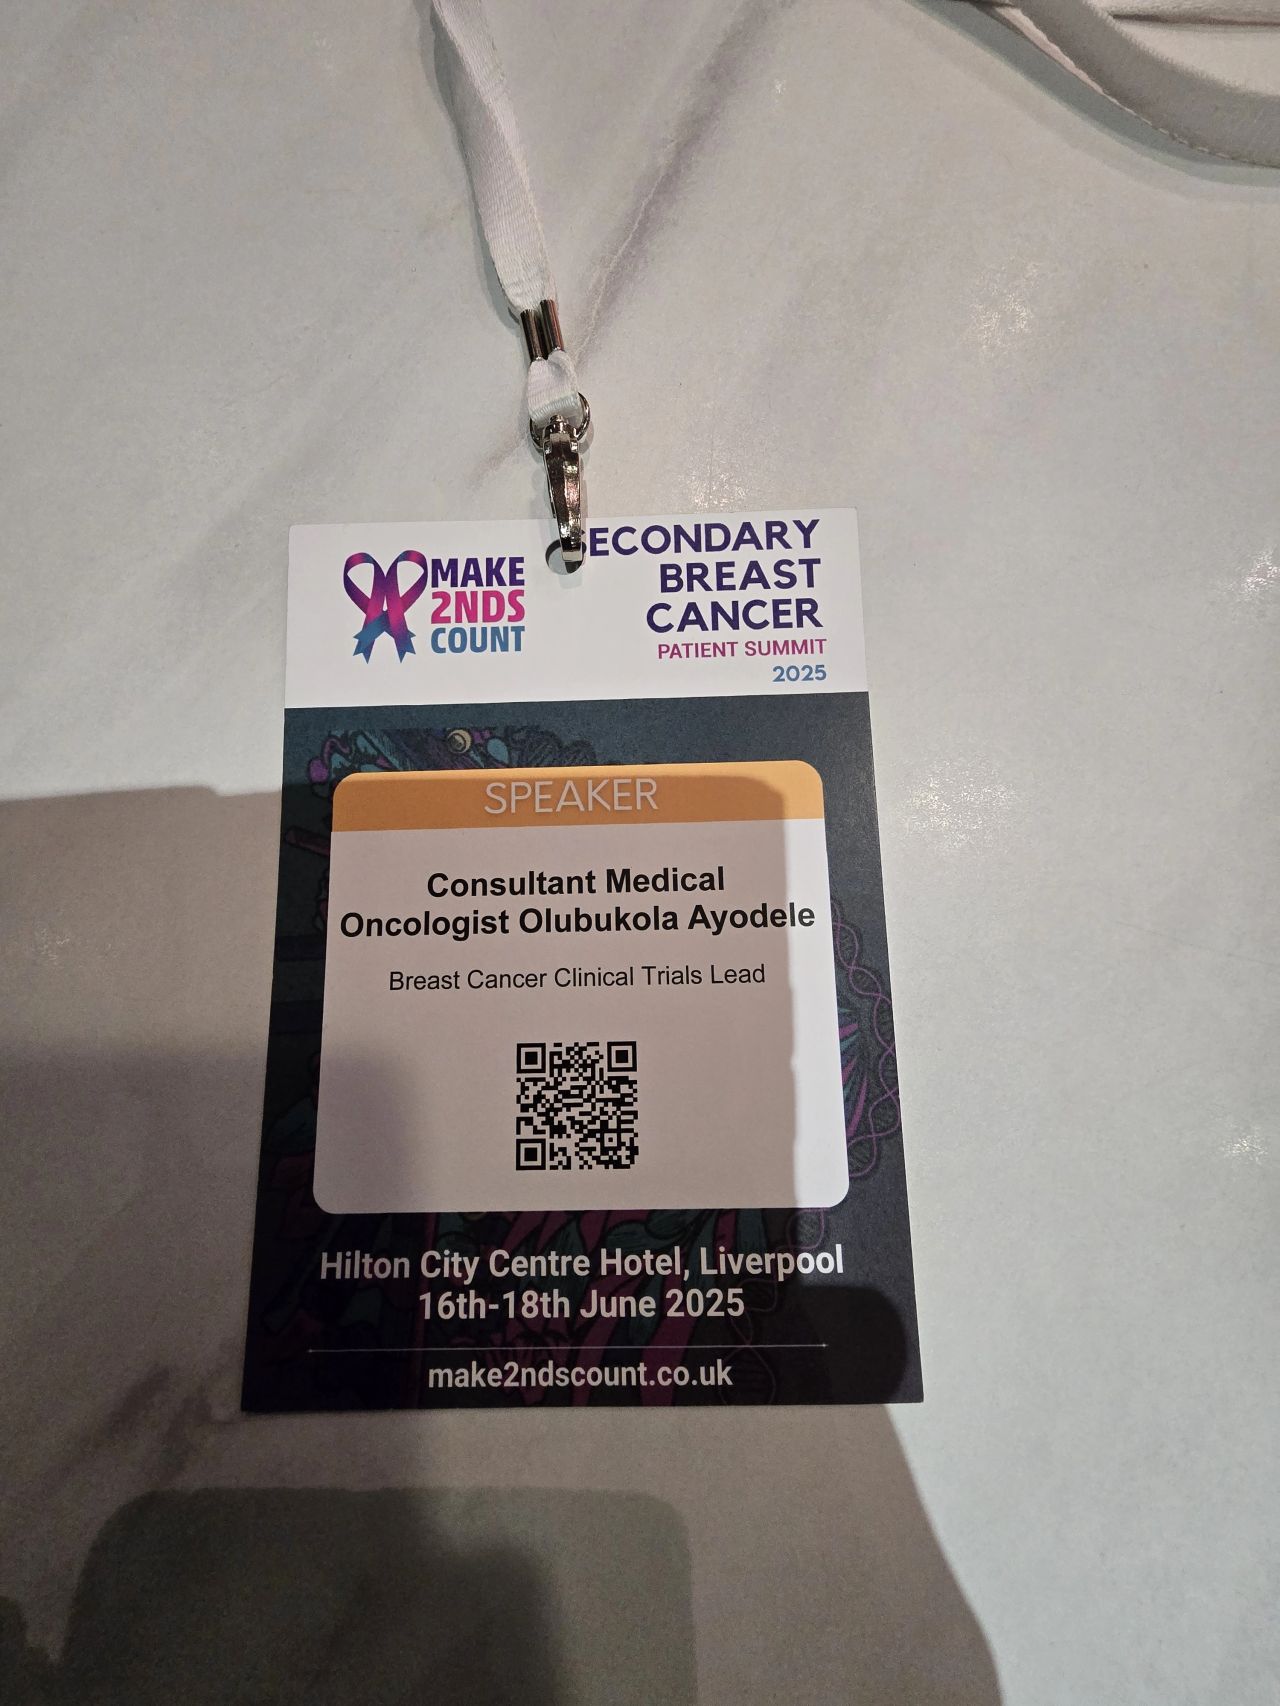 MAKE
2NDS
COUNT
SECONDARY
BREAST
CANCER
PATIENT SUMMIT
2025
SPEAKER
Consultant Medical
Oncologist Olubukola Ayodele
Breast Cancer Clinical Trials Lead
Hilton City Centre Hotel, Liverpool
16th-18th June 2025
make2ndscount.co.uk